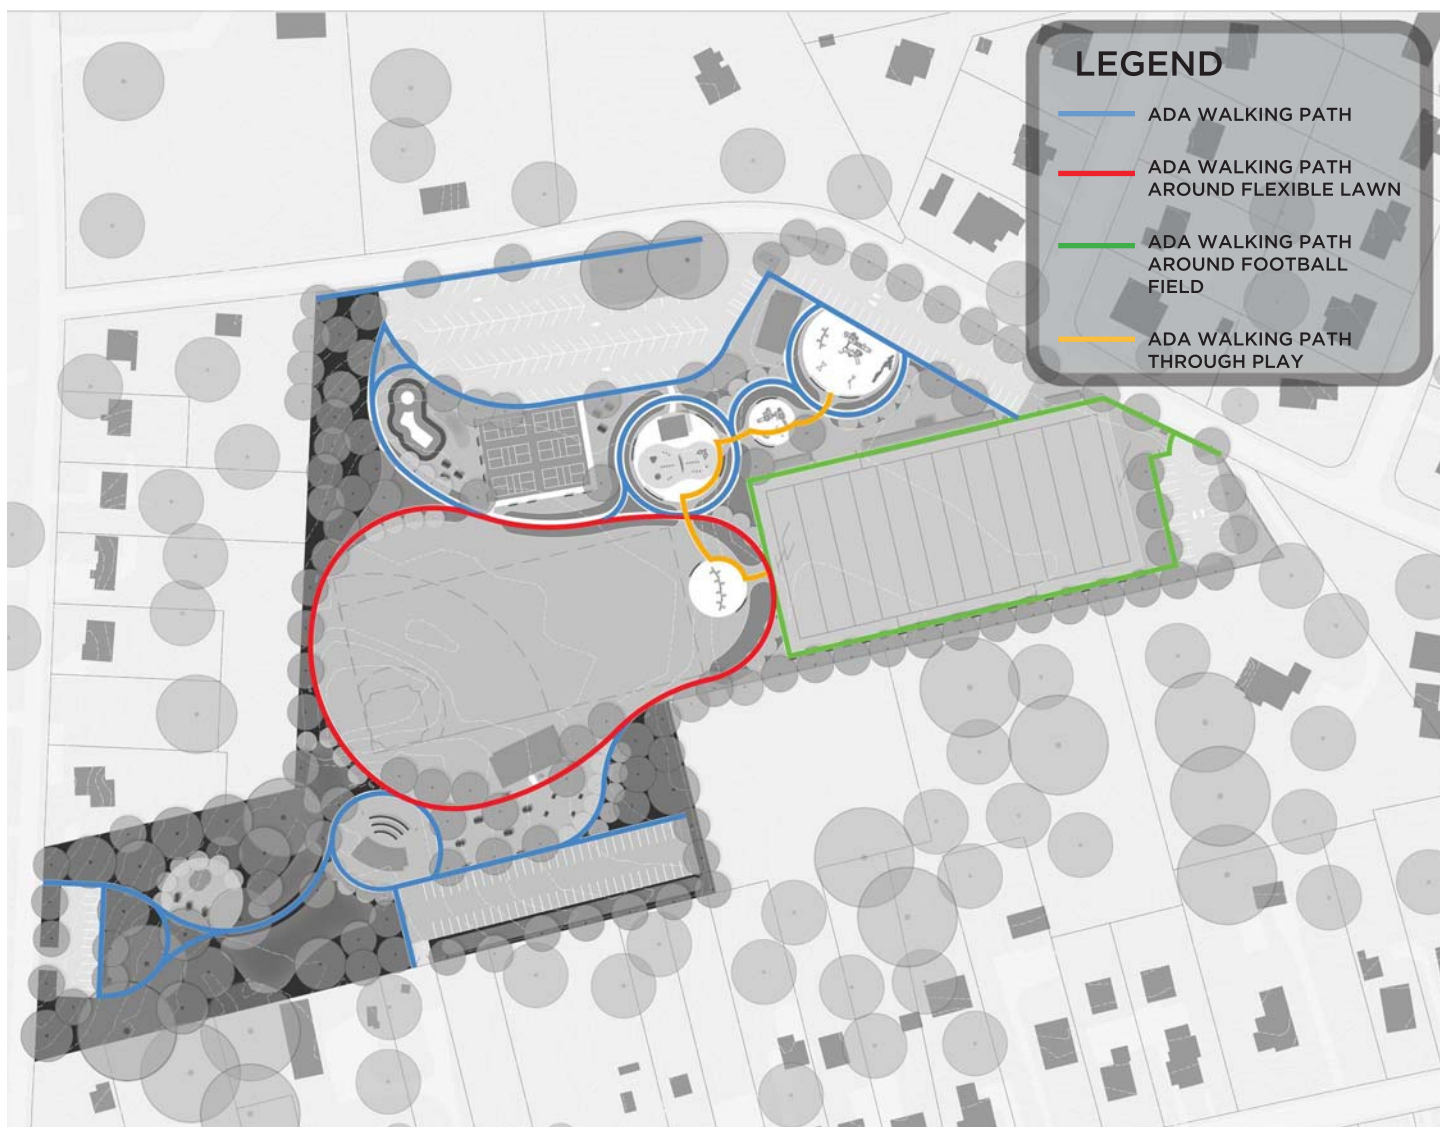 LEGEND
ADA WALKING PATH
ADA WALKING PATH
AROUND FLEXIBLE LAWN
ADA WALKING PATH
AROUND FOOTBALL
FIELD
ADA WALKING PATH
THROUGH PLAY